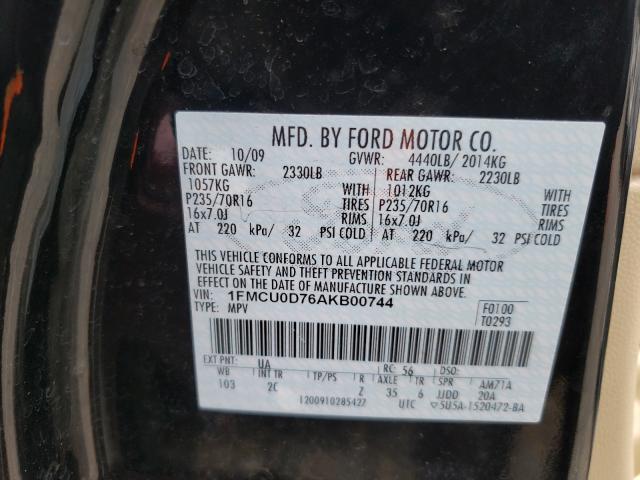 MFD. BY FORD MOTOR CO.
DATE: 10/09 GVWR: 4440LB/ 2014KG
FRONT GAWR: 2330LB REAR GAWR: 2230LB
1057KG WITH 1012KG WITH
P235/70R16 TIRES P235/70R16 TIRES
16x7.0J RIMS 16x7.0J RIMS
AT 220 kPa/ 32 PSI COLD AT 220 kPa/ 32 PSI COLD
THIS VEHICLE CONFORMS TO ALL APPLICABLE FEDERAL MOTOR
VEHICLE SAFETY AND THEFT PREVENTION STANDARDS IN
EFFECT ON THE DATE OF MANUFACTURE SHOWN ABOVE.
VIN: 1FMCU0D76AKB00744 F0100
TYPE: MPV T0293
EXT PNT: UA RC: 56 DSO:
WB INT TR TP/PS R AXLE TR SPR AM7TA
103 2C Z 35 6 JJDD 20A
1200910285427 UTC 5U5A-1520472-BA